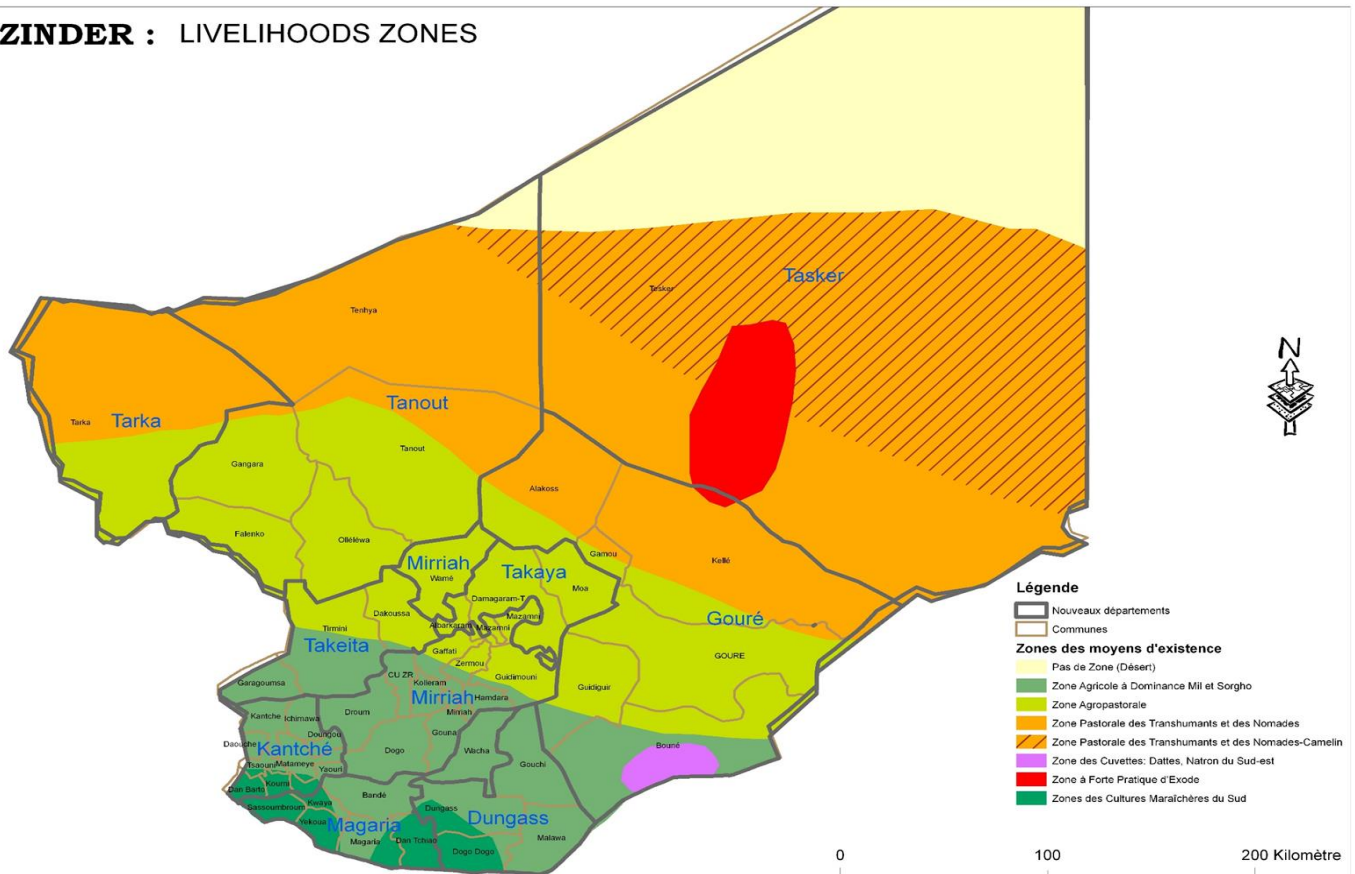 ZINDER : LIVELIHOODS ZONES
Tasker
Tesker
Tenhya
Tanout
Tarka
Tarka
Tanout
Gangara
Alakoss
Falenko
Olléléwa
Gamou
Kellé
Mirriah
Wamé
Takaya
Moa
Damagaram-T.
Dakoussa
Mazamni
Albarkaram
Mazamni
Gouré
Tirmini
Takeita
Gaffati
Zermou
GOURE
Guidimouni
Guidiguir
CU ZR
Kolleram
Garagoumsa
Mirriah
Hamdara
Kantche
Ichirnawa
Droum
Mirriah
Doungou
Gouna
Daouche
Kantché
Dogo
Wacha
Bouné
Tsaouni
Matameye
Yaouri
Gouchi
Koumi
Dan Barto
Bandé
Kwaya
Sassoumbroum
Dungass
Yekoua
Magaria
Dungass
Magaria
Dan Tchiao
Malawa
Dogo Dogo
N
Légende
Nouveaux départements
Communes
Zones des moyens d'existence
Pas de Zone (Désert)
Zone Agricole à Dominance Mil et Sorgho
Zone Agropastorale
Zone Pastorale des Transhumants et des Nomades
Zone Pastorale des Transhumants et des Nomades-Camelin
Zone des Cuvettes: Dattes, Natron du Sud-est
Zone à Forte Pratique d'Exode
Zones des Cultures Maraîchères du Sud
0 100 200 Kilomètre